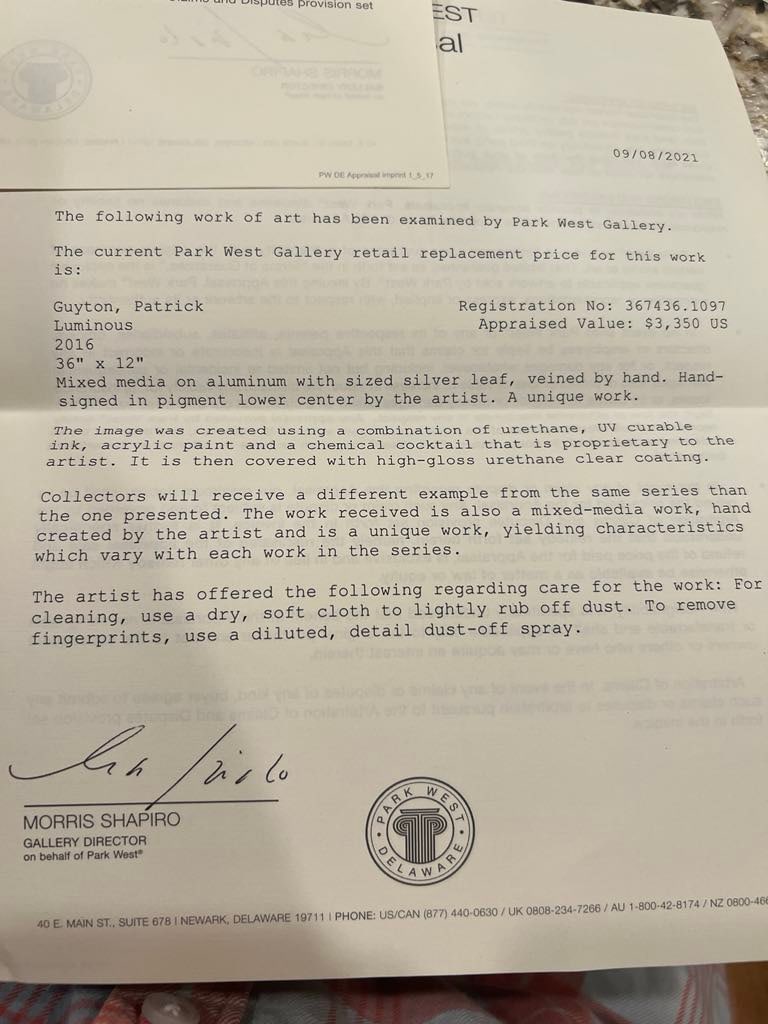 Disputes provision set
EST
al
MORRIS SHAPIRO
PW DE Appraisal imprint 1_5_17
09/08/2021
The following work of art has been examined by Park West Gallery.
The current Park West Gallery retail replacement price for this work
is:
Guyton, Patrick
Registration No: 367436.1097
Luminous
Appraised Value: $3,350 US
2016
36" x 12"
Mixed media on aluminum with sized silver leaf, veined by hand. Hand-
signed in pigment lower center by the artist. A unique work.
The image was created using a combination of urethane, UV curable
ink, acrylic paint and a chemical cocktail that is proprietary to the
artist. It is then covered with high-gloss urethane clear coating.
Collectors will receive a different example from the same series than
the one presented. The work received is also a mixed-media work, hand
created by the artist and is a unique work, yielding characteristics
which vary with each work in the series.
The artist has offered the following regarding care for the work: For
cleaning, use a dry, soft cloth to lightly rub off dust. To remove
fingerprints, use a diluted, detail dust-off spray.
MORRIS SHAPIRO
GALLERY DIRECTOR
on behalf of Park West®
PARK WEST
DELAWARE
40 E. MAIN ST., SUITE 678 | NEWARK, DELAWARE 19711 | PHONE: US/CAN (877) 440-0630 / UK 0808-234-7266 / AU 1-800-42-8174 / NZ 0800-466